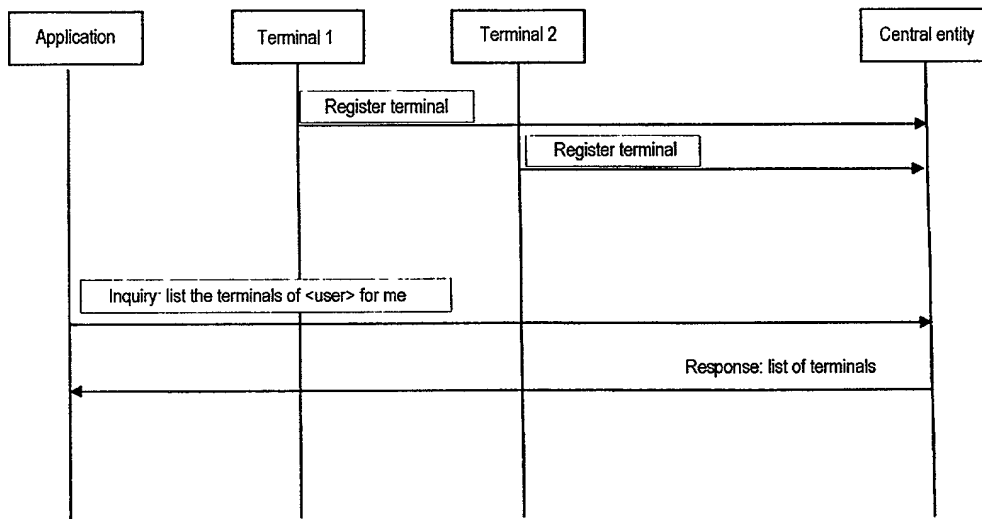 Application
Terminal 1
Terminal 2
Central entity
Register terminal
Register terminal
Inquiry: list the terminals of <user> for me
Response: list of terminals